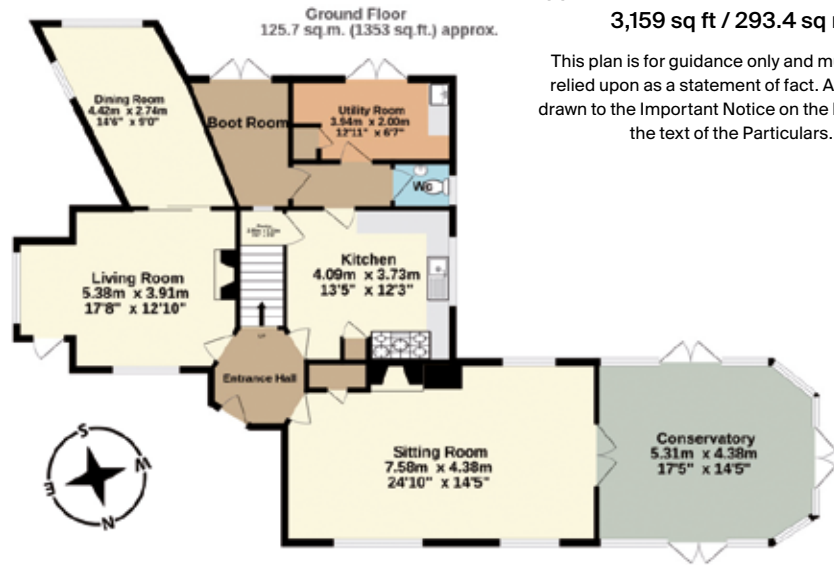 Ground Floor
125.7 sq.m. (1353 sq.ft.) approx.
3,159 sq ft / 293.4 sq
This plan is for guidance only and
relied upon as a statement of fact.
drawn to the Important Notice on the
the text of the Particulars.
Dining Room
4.42m x 2.74m
14'6" x 9'0"
Boot Room
Utility Room
3.94m x 2.00m
12'11" x 6'7"
Wc
Living Room
5.38m x 3.91m
17'8" x 12'10"
Kitchen
4.09m x 3.73m
13'5" x 12'3"
Entrance Hall
Sitting Room
7.58m x 4.38m
24'10" x 14'5"
Conservatory
5.31m x 4.38m
17'5" x 14'5"
S
W
E
N